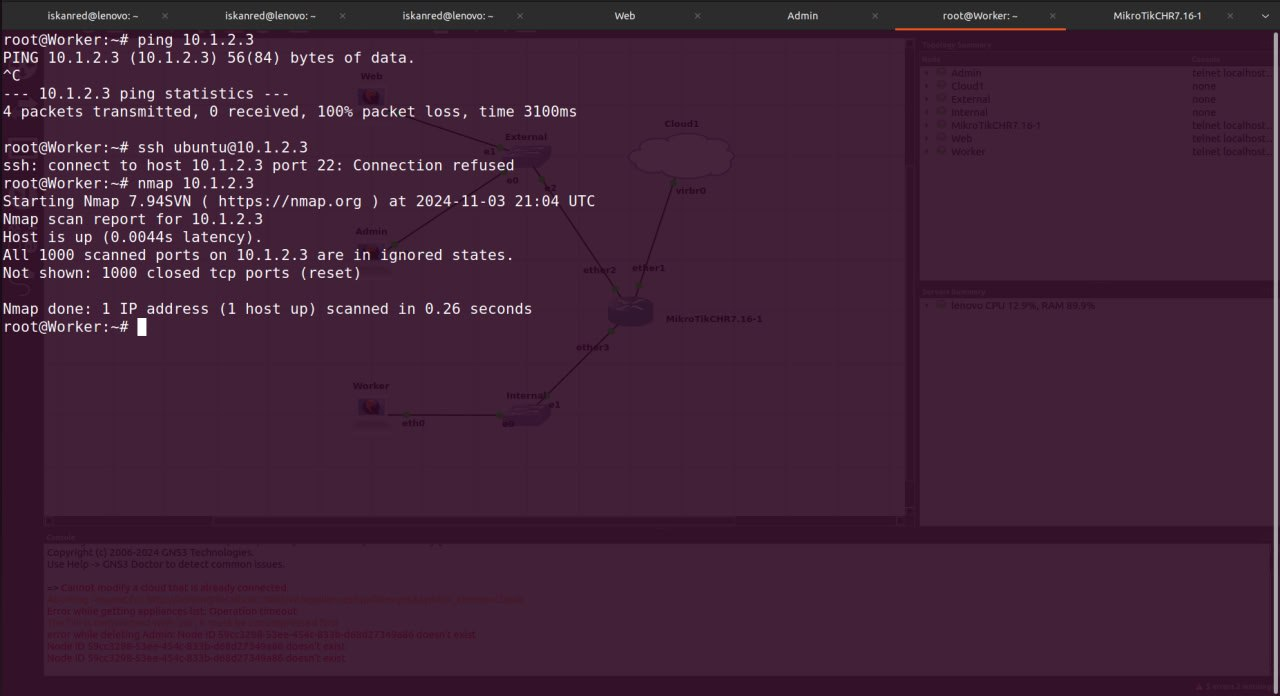 iskanred@lenovo: ~ × iskanred@lenovo: ~ × iskanred@lenovo: ~ × Web × Admin × root@Worker: ~ × MikroTikCHR7.16-1 ×
root@Worker:~# ping 10.1.2.3
PING 10.1.2.3 (10.1.2.3) 56(84) bytes of data.
^C
--- 10.1.2.3 ping statistics ---
4 packets transmitted, 0 received, 100% packet loss, time 3100ms
root@Worker:~# ssh ubuntu@10.1.2.3
ssh: connect to host 10.1.2.3 port 22: Connection refused
root@Worker:~# nmap 10.1.2.3
Starting Nmap 7.94SVN ( https://nmap.org ) at 2024-11-03 21:04 UTC
Nmap scan report for 10.1.2.3
Host is up (0.0044s latency).
All 1000 scanned ports on 10.1.2.3 are in ignored states.
Not shown: 1000 closed tcp ports (reset)
Nmap done: 1 IP address (1 host up) scanned in 0.26 seconds
root@Worker:~#
Web
External
e1
e0
e2
Cloud1
virbr0
Admin
ether2
ether1
MikroTikCHR7.16-1
ether3
Worker
eth0
Internal
e1
e0
Topology Summary
Node Console
Admin telnet localhost...
Cloud1 none
External none
Internal none
MikroTikCHR7.16-1 telnet localhost...
Web telnet localhost...
Worker telnet localhost...
Servers Summary
lenovo CPU 12.9%, RAM 89.9%
Console
Copyright (c) 2006-2024 GNS3 Technologies.
Use Help -> GNS3 Doctor to detect common issues.
=> Cannot modify a cloud that is already connected
Error while getting appliances list: Operation timeout
error while deleting Admin: Node ID 59cc3298-53ee-454c-833b-d68d27349a86 doesn't exist
Node ID 59cc3298-53ee-454c-833b-d68d27349a86 doesn't exist
Node ID 59cc3298-53ee-454c-833b-d68d27349a86 doesn't exist